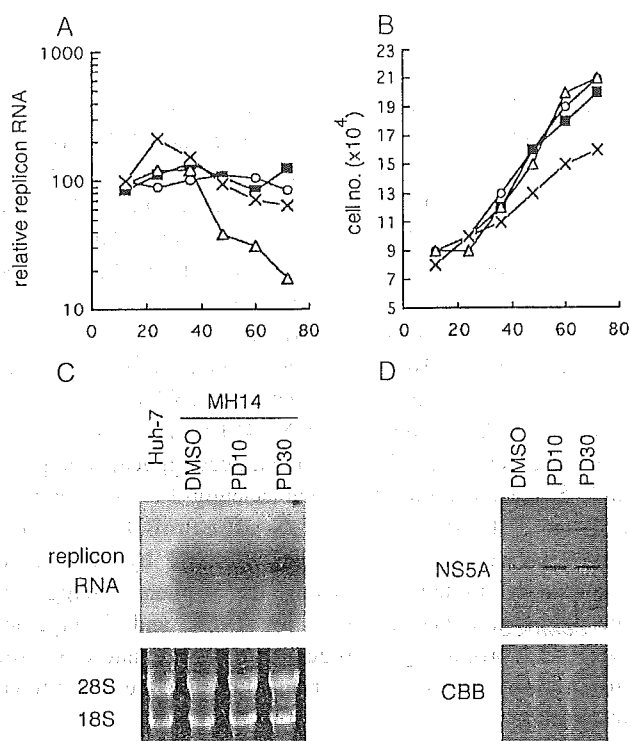 A
relative replicon RNA
1000
100
10
0 20 40 60 80
B
cell no. (x10⁴)
23
21
19
17
15
13
11
9
7
5
0 20 40 60 80
C
MH14
Huh-7
DMSO
PD10
PD30
replicon
RNA
28S
18S
D
DMSO
PD10
PD30
NS5A
CBB